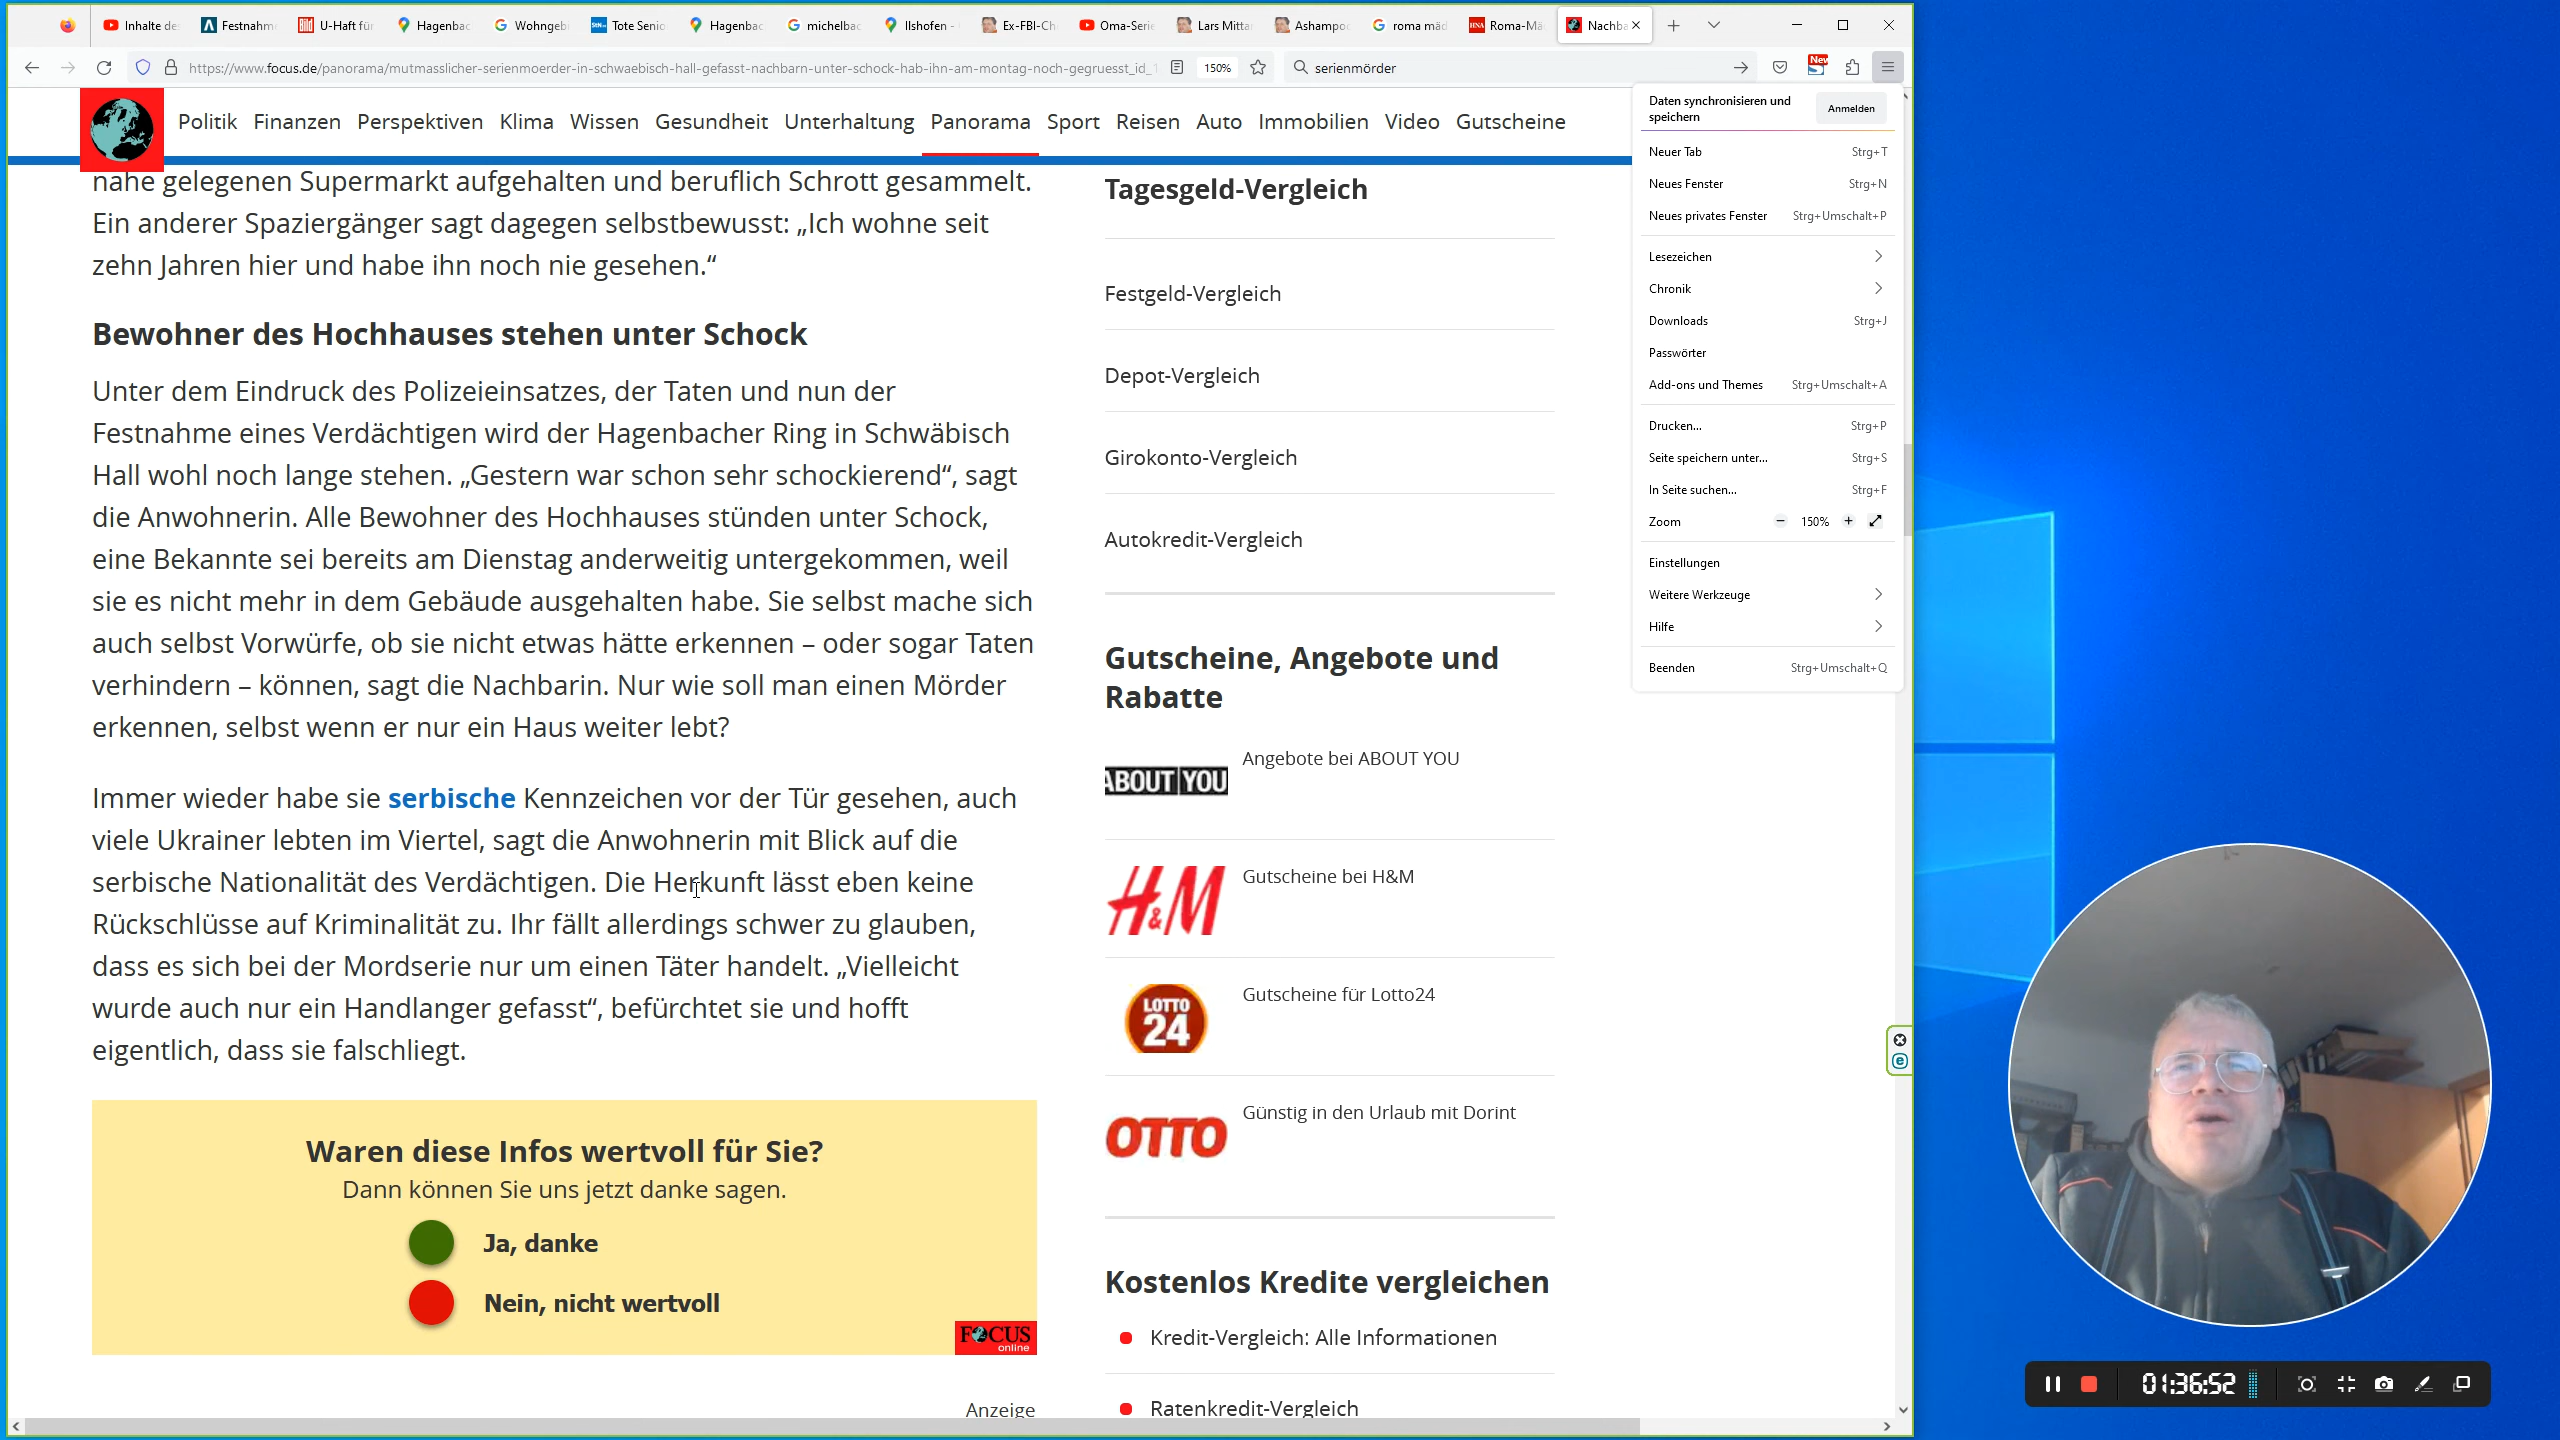 Inhalte de
Festnahm
U-Haft für
Hagenbac
Wohngeb
Tote Senio
Hagenbac
michelbac
Ilshofen -
Ex-FBI-Ch
Oma-Serie
Lars Mittar
Ashampoo
roma mäd
Roma-Mä
Nachba
https://www.focus.de/panorama/mutmasslicher-serienmoerder-in-schwaebisch-hall-gefasst-nachbarn-unter-schock-hab-ihn-am-montag-noch-gegruesst_id_1
150%
serienmörder
New
Politik Finanzen Perspektiven Klima Wissen Gesundheit Unterhaltung Panorama Sport Reisen Auto Immobilien Video Gutscheine
nahe gelegenen Supermarkt aufgehalten und beruflich Schrott gesammelt.
Ein anderer Spaziergänger sagt dagegen selbstbewusst: „Ich wohne seit
zehn Jahren hier und habe ihn noch nie gesehen.“
Bewohner des Hochhauses stehen unter Schock
Unter dem Eindruck des Polizeieinsatzes, der Taten und nun der
Festnahme eines Verdächtigen wird der Hagenbacher Ring in Schwäbisch
Hall wohl noch lange stehen. „Gestern war schon sehr schockierend“, sagt
die Anwohnerin. Alle Bewohner des Hochhauses stünden unter Schock,
eine Bekannte sei bereits am Dienstag anderweitig untergekommen, weil
sie es nicht mehr in dem Gebäude ausgehalten habe. Sie selbst mache sich
auch selbst Vorwürfe, ob sie nicht etwas hätte erkennen – oder sogar Taten
verhindern – können, sagt die Nachbarin. Nur wie soll man einen Mörder
erkennen, selbst wenn er nur ein Haus weiter lebt?
Immer wieder habe sie serbische Kennzeichen vor der Tür gesehen, auch
viele Ukrainer lebten im Viertel, sagt die Anwohnerin mit Blick auf die
serbische Nationalität des Verdächtigen. Die Herkunft lässt eben keine
Rückschlüsse auf Kriminalität zu. Ihr fällt allerdings schwer zu glauben,
dass es sich bei der Mordserie nur um einen Täter handelt. „Vielleicht
wurde auch nur ein Handlanger gefasst“, befürchtet sie und hofft
eigentlich, dass sie falschliegt.
Waren diese Infos wertvoll für Sie?
Dann können Sie uns jetzt danke sagen.
Ja, danke
Nein, nicht wertvoll
FOCUS
online
Anzeige
Tagesgeld-Vergleich
Festgeld-Vergleich
Depot-Vergleich
Girokonto-Vergleich
Autokredit-Vergleich
Gutscheine, Angebote und
Rabatte
ABOUT YOU
Angebote bei ABOUT YOU
H&M
Gutscheine bei H&M
LOTTO
24
Gutscheine für Lotto24
OTTO
Günstig in den Urlaub mit Dorint
Kostenlos Kredite vergleichen
Kredit-Vergleich: Alle Informationen
Ratenkredit-Vergleich
Daten synchronisieren und
speichern
Anmelden
Neuer Tab Strg+T
Neues Fenster Strg+N
Neues privates Fenster Strg+Umschalt+P
Lesezeichen
Chronik
Downloads Strg+J
Passwörter
Add-ons und Themes Strg+Umschalt+A
Drucken... Strg+P
Seite speichern unter... Strg+S
In Seite suchen... Strg+F
Zoom − 150% +
Einstellungen
Weitere Werkzeuge
Hilfe
Beenden Strg+Umschalt+Q
01:36:52